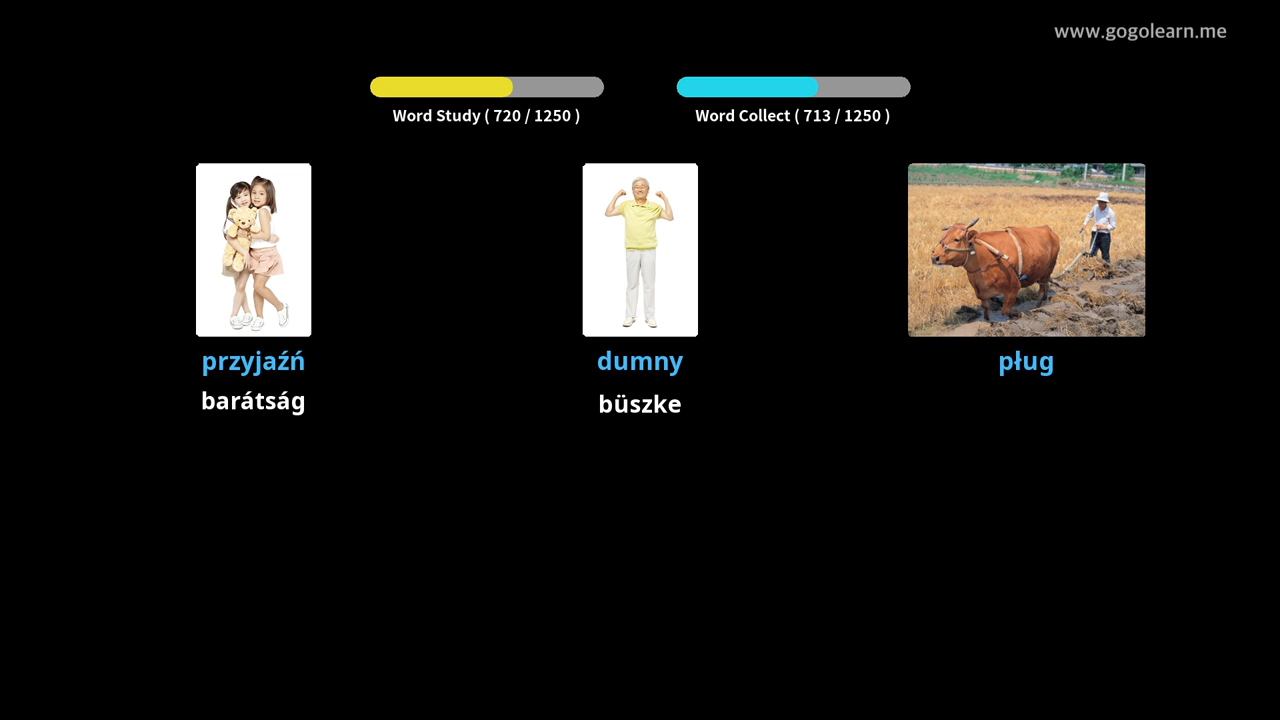 www.gogolearn.me
Word Study ( 720 / 1250 )
Word Collect ( 713 / 1250 )
przyjaźń
dumny
pług
barátság
büszke